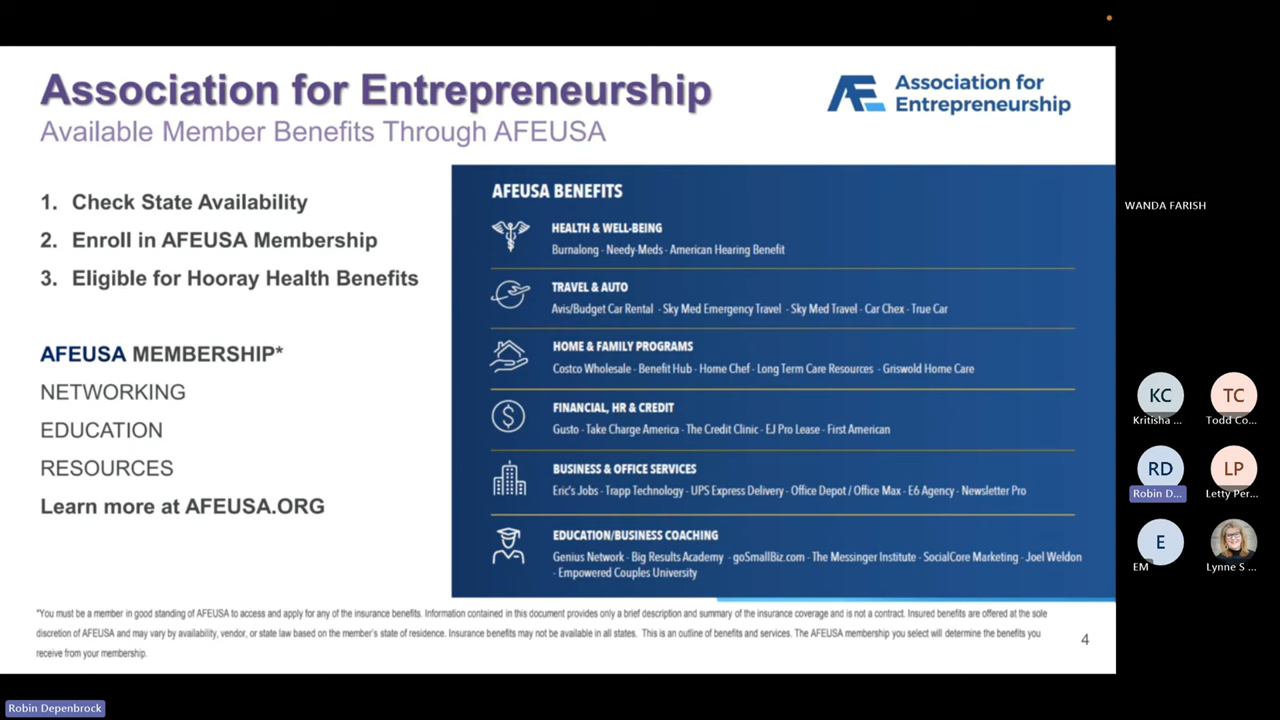 Association for Entrepreneurship
Available Member Benefits Through AFEUSA
Association for
Entrepreneurship
1. Check State Availability
2. Enroll in AFEUSA Membership
3. Eligible for Hooray Health Benefits
AFEUSA MEMBERSHIP*
NETWORKING
EDUCATION
RESOURCES
Learn more at AFEUSA.ORG
AFEUSA BENEFITS
HEALTH & WELL-BEING
Burnalong - Needy-Meds - American Hearing Benefit
TRAVEL & AUTO
Avis/Budget Car Rental - Sky Med Emergency Travel - Sky Med Travel - Car Chex - True Car
HOME & FAMILY PROGRAMS
Costco Wholesale - Benefit Hub - Home Chef - Long Term Care Resources - Griswold Home Care
FINANCIAL, HR & CREDIT
Gusto - Take Charge America - The Credit Clinic - EJ Pro Lease - First American
BUSINESS & OFFICE SERVICES
Eric's Jobs - Trapp Technology - UPS Express Delivery - Office Depot / Office Max - E6 Agency - Newsletter Pro
EDUCATION/BUSINESS COACHING
Genius Network - Big Results Academy - goSmallBiz.com - The Messinger Institute - SocialCore Marketing - Joel Weldon
- Empowered Couples University
*You must be a member in good standing of AFEUSA to access and apply for any of the insurance benefits. Information contained in this document provides only a brief description and summary of the insurance coverage and is not a contract. Insured benefits are offered at the sole
discretion of AFEUSA and may vary by availability, vendor, or state law based on the member's state of residence. Insurance benefits may not be available in all states. This is an outline of benefits and services. The AFEUSA membership you select will determine the benefits you
receive from your membership.
4
WANDA FARISH
KC
Kritisha ...
TC
Todd Co...
RD
Robin D...
LP
Letty Per...
E
EM
Lynne S ...
Robin Depenbrock